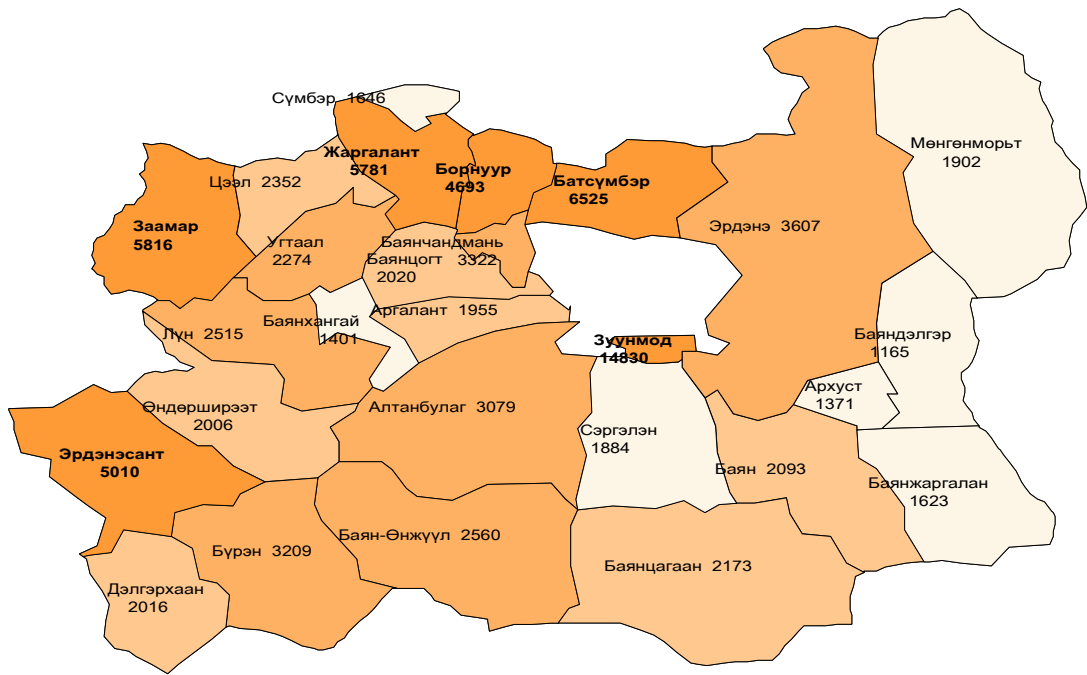 Сүмбэр 1646
Мөнгөнморьт
1902
Жаргалант
5781
Борнуур
4693
Батсүмбэр
6525
Цээл 2352
Заамар
5816
Эрдэнэ 3607
Угтаал
2274
Баянчандмань
3322
Баянцогт
2020
Аргалант 1955
Баянхангай
1401
Лүн 2515
Зуунмод
14830
Баяндэлгэр
1165
Архуст
1371
Өндөрширээт
2006
Алтанбулаг 3079
Сэргэлэн
1884
Эрдэнэсант
5010
Баян 2093
Баянжаргалан
1623
Бүрэн 3209
Баян-Өнжүүл 2560
Баянцагаан 2173
Дэлгэрхаан
2016